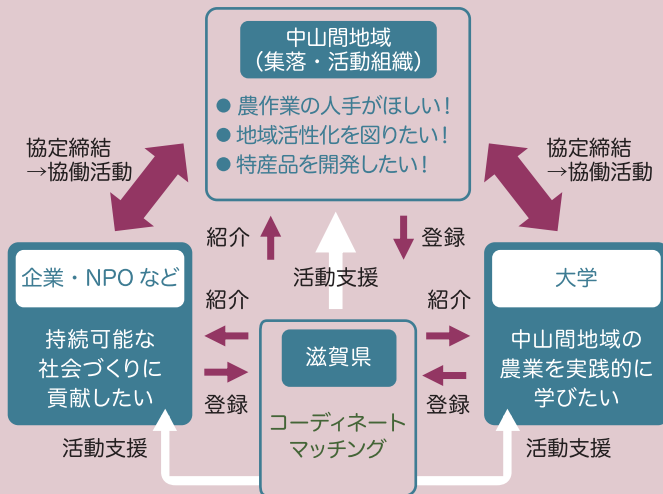 中山間地域
(集落・活動組織)
● 農作業の人手がほしい!
● 地域活性化を図りたい!
● 特産品を開発したい!
協定締結
→協働活動
協定締結
→協働活動
紹介
登録
活動支援
企業・NPO など
持続可能な
社会づくりに
貢献したい
紹介
登録
滋賀県
コーディネート
マッチング
紹介
登録
大学
中山間地域の
農業を実践的に
学びたい
活動支援
活動支援